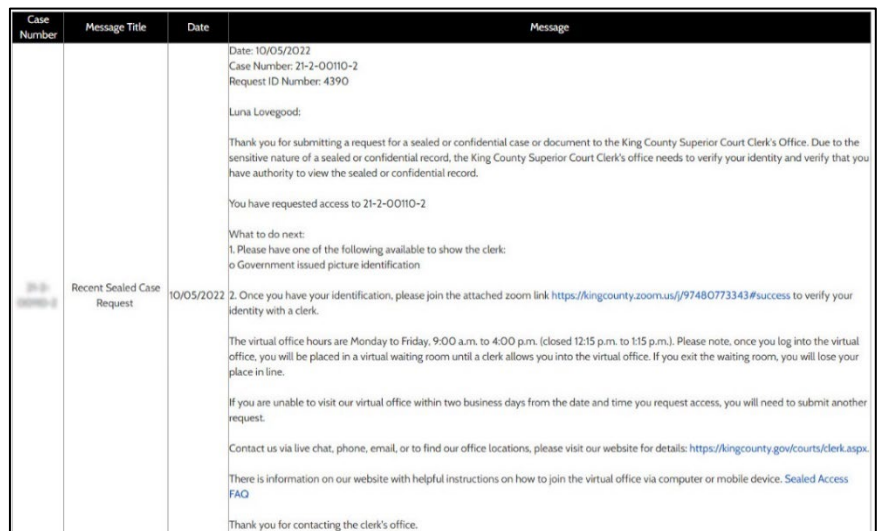 Case Number
Message Title
Date
Message
Date: 10/05/2022
Case Number: 21-2-00110-2
Request ID Number: 4390
Luna Lovegood:
Thank you for submitting a request for a sealed or confidential case or document to the King County Superior Court Clerk's Office. Due to the
sensitive nature of a sealed or confidential record, the King County Superior Court Clerk's office needs to verify your identity and verify that you
have authority to view the sealed or confidential record.
You have requested access to 21-2-00110-2
What to do next:
1. Please have one of the following available to show the clerk:
o Government issued picture identification
Recent Sealed Case
Request
10/05/2022
2. Once you have your identification, please join the attached zoom link https://kingcounty.zoom.us/j/97480773343#success to verify your
identity with a clerk.
The virtual office hours are Monday to Friday, 9:00 a.m. to 4:00 p.m. (closed 12:15 p.m. to 1:15 p.m.). Please note, once you log into the virtual
office, you will be placed in a virtual waiting room until a clerk allows you into the virtual office. If you exit the waiting room, you will lose your
place in line.
If you are unable to visit our virtual office within two business days from the date and time you request access, you will need to submit another
request.
Contact us via live chat, phone, email, or to find our office locations, please visit our website for details: https://kingcounty.gov/courts/clerk.aspx.
There is information on our website with helpful instructions on how to join the virtual office via computer or mobile device. Sealed Access
FAQ
Thank you for contacting the clerk's office.